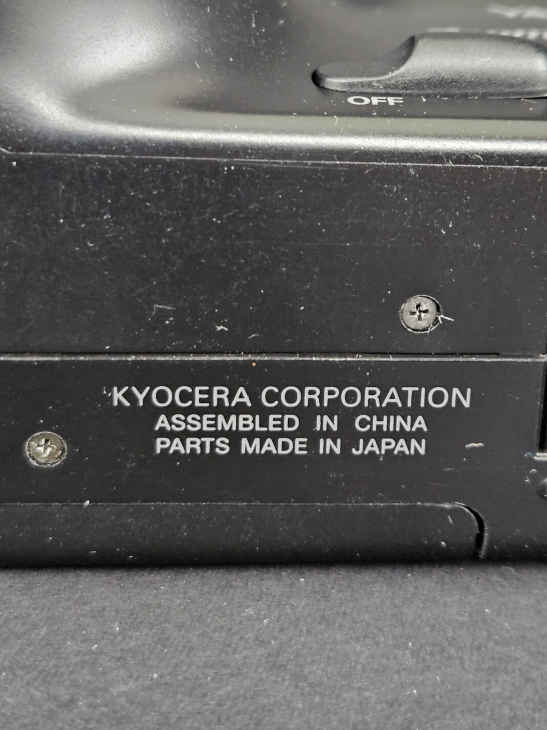 OFF
KYOCERA CORPORATION
ASSEMBLED IN CHINA
PARTS MADE IN JAPAN